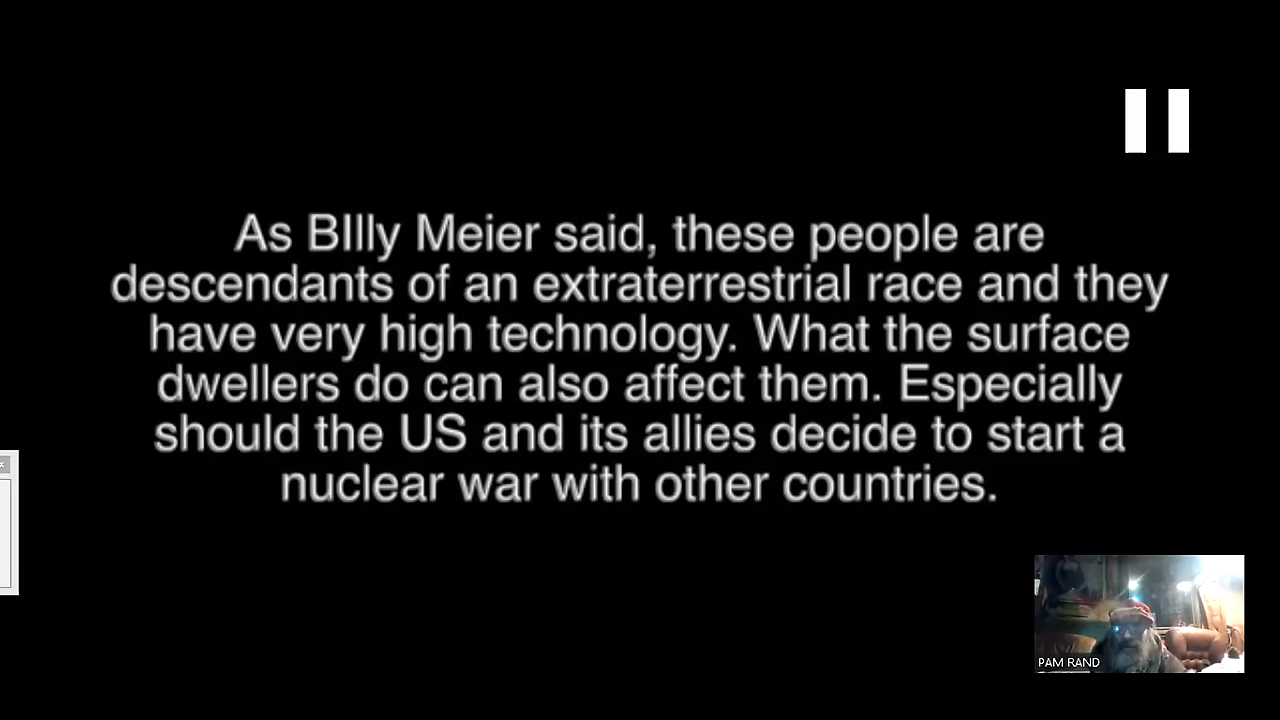 As BIlly Meier said, these people are
descendants of an extraterrestrial race and they
have very high technology. What the surface
dwellers do can also affect them. Especially
should the US and its allies decide to start a
nuclear war with other countries.
PAM RAND